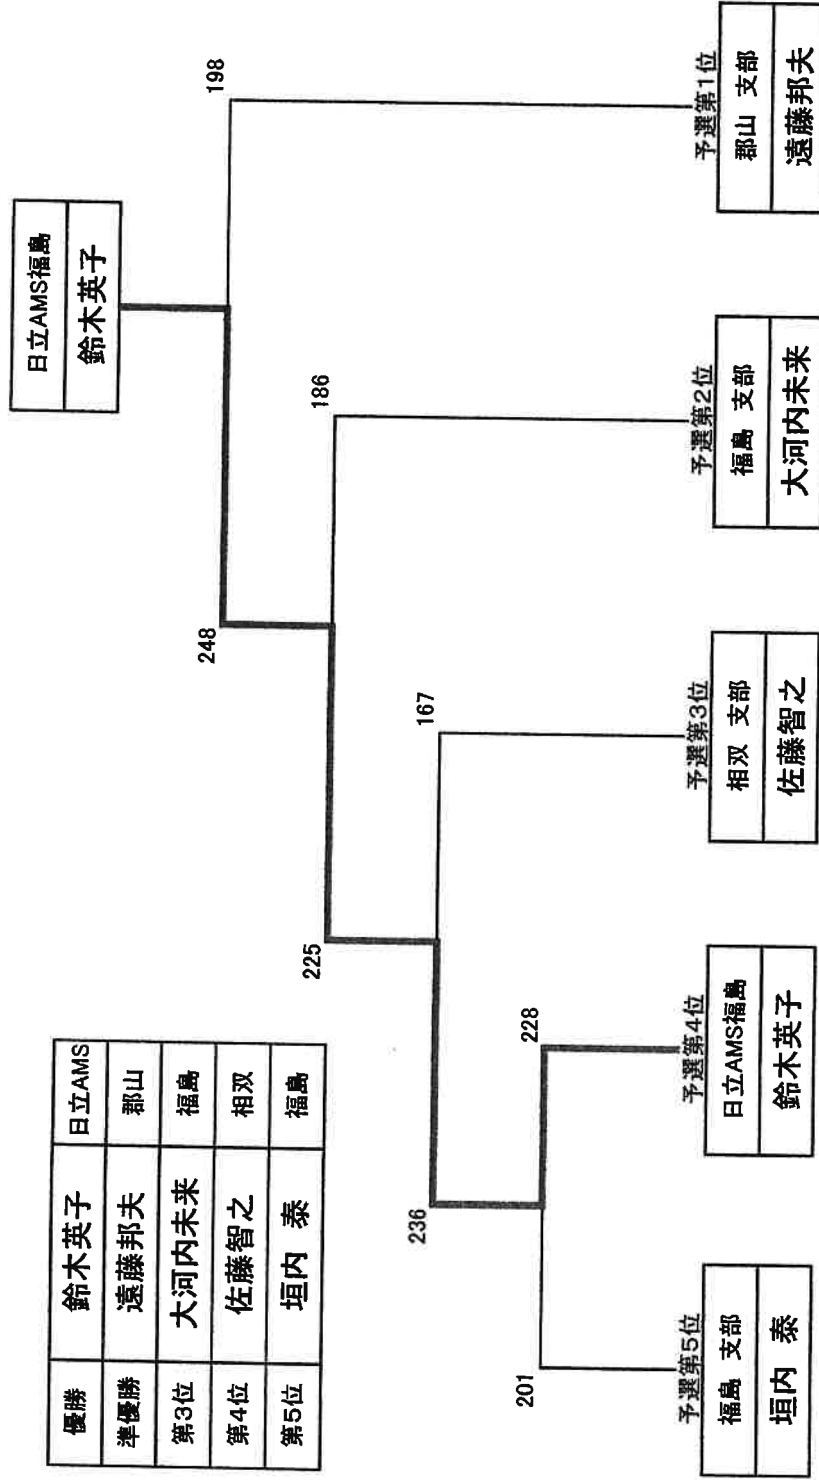 優勝 鈴木英子 日立AMS
準優勝 遠藤邦夫 郡山
第3位 大河内未来 福島
第4位 佐藤智之 相双
第5位 垣内 泰 福島
日立AMS福島
鈴木英子
248
198
225
186
236
167
201
228
予選第5位
福島 支部
垣内 泰
予選第4位
日立AMS福島
鈴木英子
予選第3位
相双 支部
佐藤智之
予選第2位
福島 支部
大河内未来
予選第1位
郡山 支部
遠藤邦夫